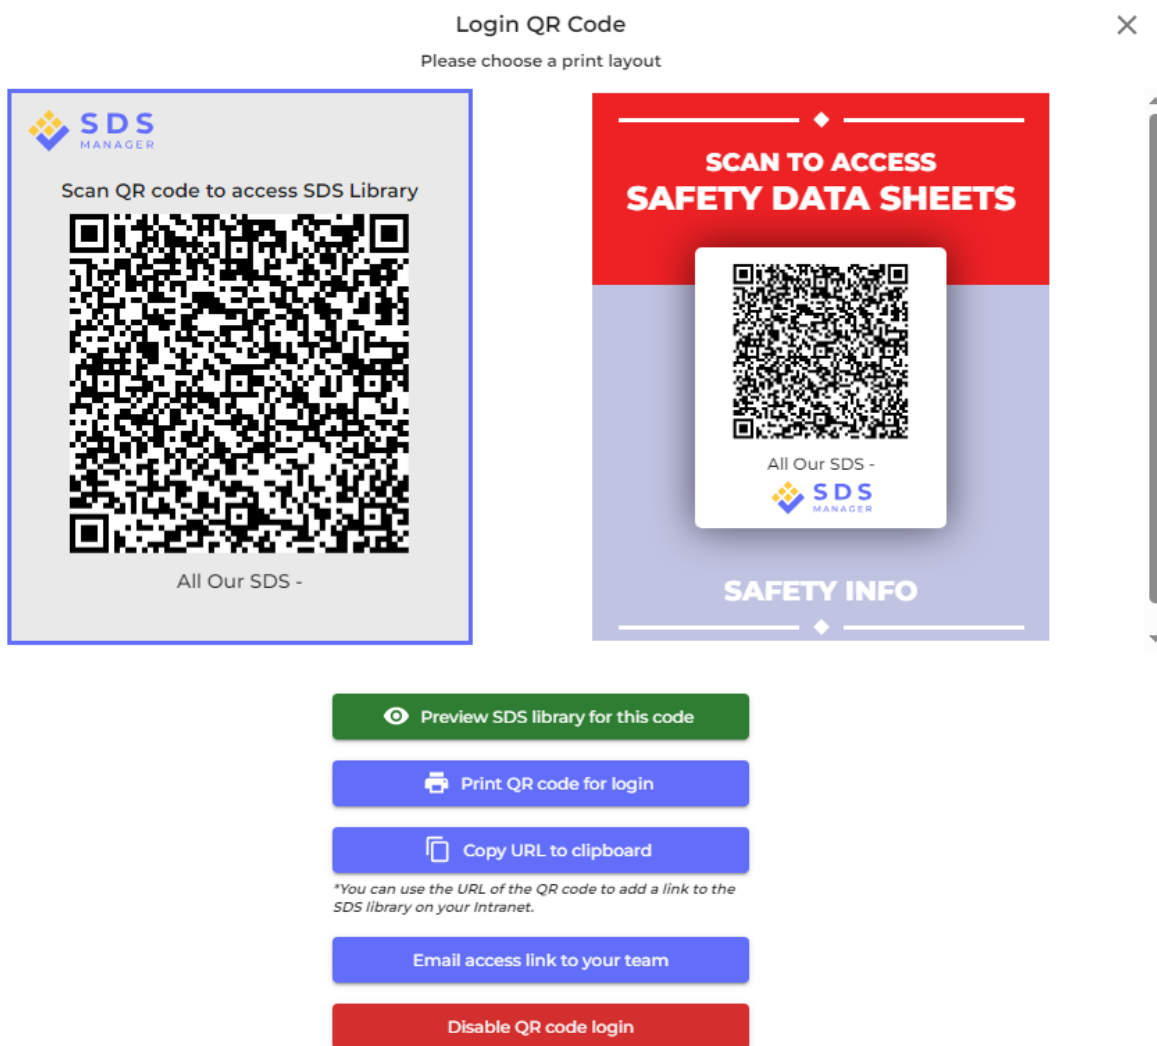 Login QR Code
Please choose a print layout
SDS
MANAGER
Scan QR code to access SDS Library
All Our SDS -
SCAN TO ACCESS
SAFETY DATA SHEETS
All Our SDS -
SDS
MANAGER
SAFETY INFO
Preview SDS library for this code
Print QR code for login
Copy URL to clipboard
*You can use the URL of the QR code to add a link to the
SDS library on your Intranet.
Email access link to your team
Disable QR code login